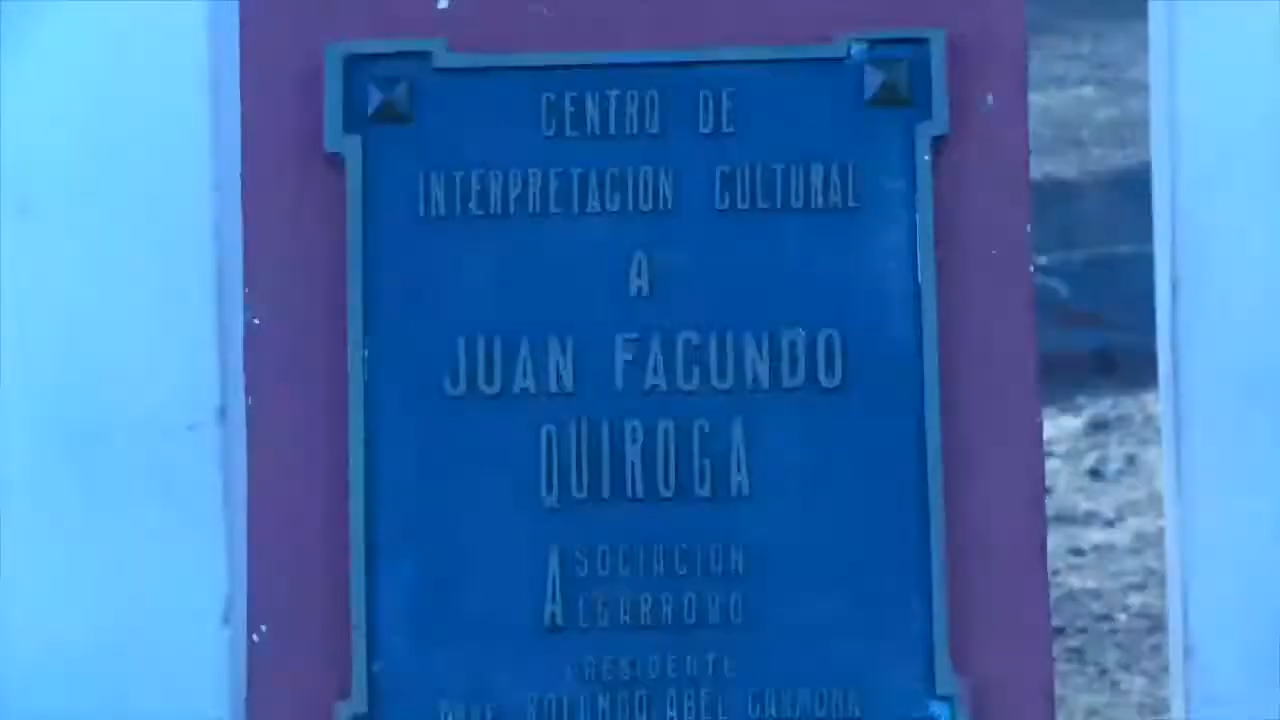 CENTRO DE
INTERPRETACION CULTURAL
A
JUAN FACUNDO
QUIROGA
ASOCIACION
ALGARROBO
PRESIDENTE
ROLANDO ABEL CARMONA